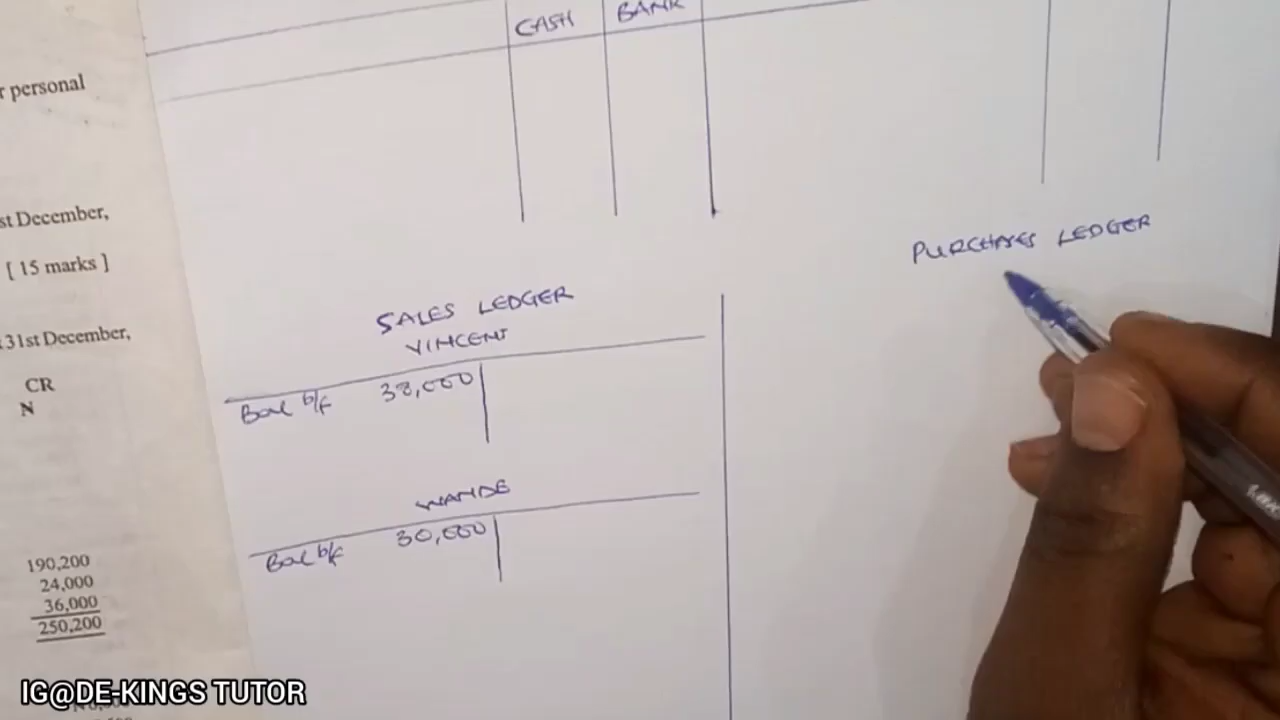 r personal
st December,
[ 15 marks ]
31st December,
CR
N
190,200
24,000
36,000
250,200
CASH
BANK
PURCHASES LEDGER
SALES LEDGER
VINCENT
Bal b/f 38,000
WANDE
Bal b/f 30,000
IG@DE-KINGS TUTOR